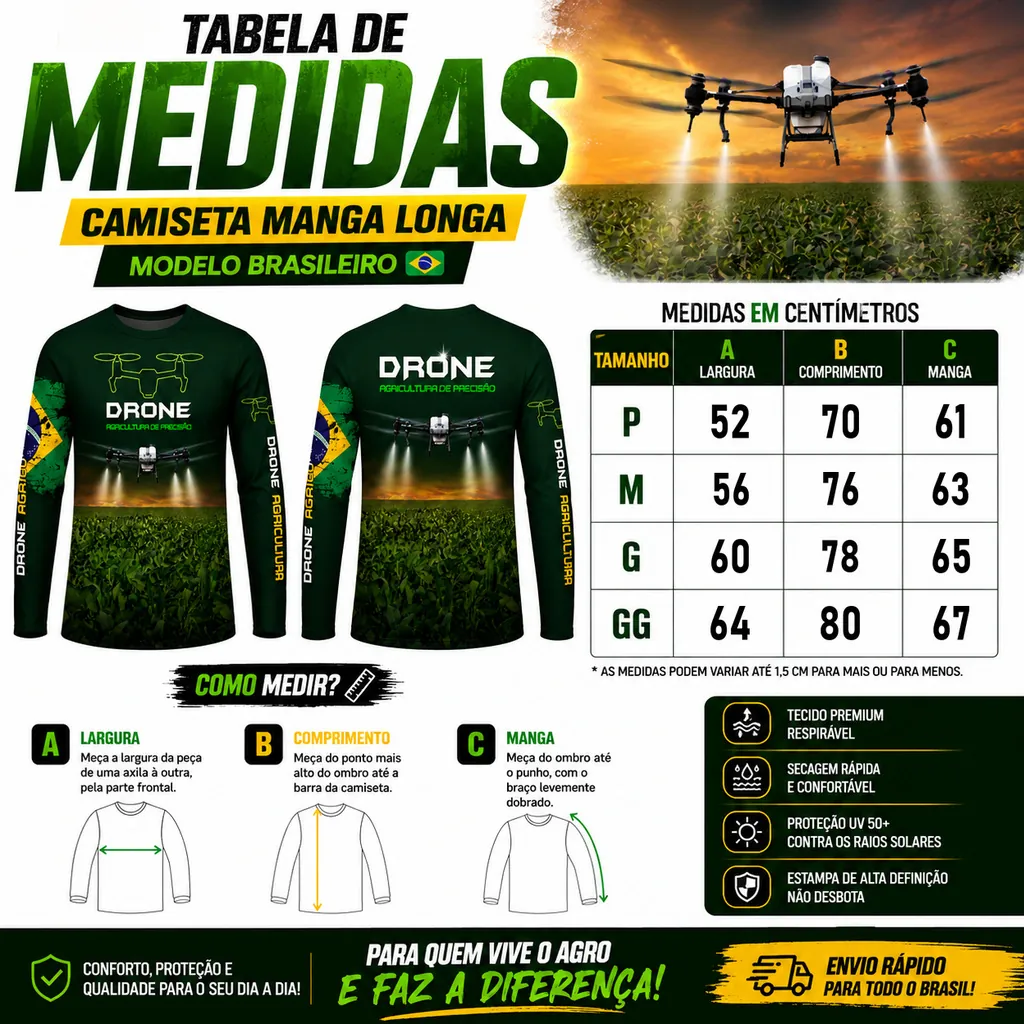 TABELA DE
MEDIDAS
CAMISETA MANGA LONGA
MODELO BRASILEIRO
DRONE
AGRICULTURA DE PRECISÃO
DRONE AGRICU
DRONE AGRICULTURA
DRONE
AGRICULTURA DE PRECISÃO
DRONE AGRICU
DRONE AGRICULTURA
MEDIDAS EM CENTÍMETROS
TAMANHO A LARGURA B COMPRIMENTO C MANGA
P 52 70 61
M 56 76 63
G 60 78 65
GG 64 80 67
* AS MEDIDAS PODEM VARIAR ATÉ 1,5 CM PARA MAIS OU PARA MENOS.
COMO MEDIR?
A LARGURA
Meça a largura da peça
de uma axila à outra,
pela parte frontal.
B COMPRIMENTO
Meça do ponto mais
alto do ombro até a
barra da camiseta.
C MANGA
Meça do ombro até
o punho, com o
braço levemente
dobrado.
TECIDO PREMIUM
RESPIRÁVEL
SECAGEM RÁPIDA
E CONFORTÁVEL
PROTEÇÃO UV 50+
CONTRA OS RAIOS SOLARES
ESTAMPA DE ALTA DEFINIÇÃO
NÃO DESBOTA
CONFORTO, PROTEÇÃO E
QUALIDADE PARA O SEU DIA A DIA!
PARA QUEM VIVE O AGRO
E FAZ A DIFERENÇA!
ENVIO RÁPIDO
PARA TODO O BRASIL!